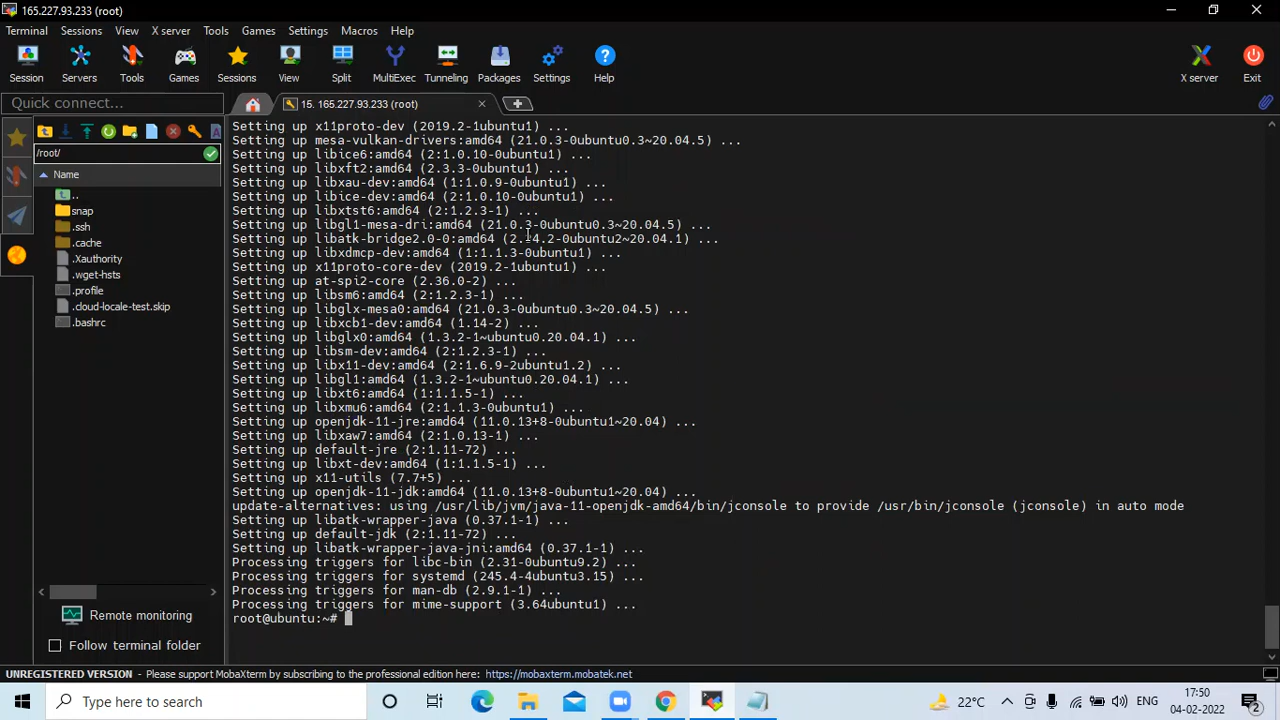 165.227.93.233 (root)
Terminal Sessions View X server Tools Games Settings Macros Help
Session Servers Tools Games Sessions View Split MultiExec Tunneling Packages Settings Help X server Exit
Quick connect...
15. 165.227.93.233 (root)
/root/
Name
..
snap
.ssh
.cache
.Xauthority
.wget-hsts
.profile
.cloud-locale-test.skip
.bashrc
Remote monitoring
Follow terminal folder
Setting up x11proto-dev (2019.2-1ubuntu1) ...
Setting up mesa-vulkan-drivers:amd64 (21.0.3-0ubuntu0.3~20.04.5) ...
Setting up libice6:amd64 (2:1.0.10-0ubuntu1) ...
Setting up libxft2:amd64 (2.3.3-0ubuntu1) ...
Setting up libxau-dev:amd64 (1:1.0.9-0ubuntu1) ...
Setting up libice-dev:amd64 (2:1.0.10-0ubuntu1) ...
Setting up libxtst6:amd64 (2:1.2.3-1) ...
Setting up libgl1-mesa-dri:amd64 (21.0.3-0ubuntu0.3~20.04.5) ...
Setting up libatk-bridge2.0-0:amd64 (2.34.2-0ubuntu2~20.04.1) ...
Setting up libxdmcp-dev:amd64 (1:1.1.3-0ubuntu1) ...
Setting up x11proto-core-dev (2019.2-1ubuntu1) ...
Setting up at-spi2-core (2.36.0-2) ...
Setting up libsm6:amd64 (2:1.2.3-1) ...
Setting up libglx-mesa0:amd64 (21.0.3-0ubuntu0.3~20.04.5) ...
Setting up libxcb1-dev:amd64 (1.14-2) ...
Setting up libglx0:amd64 (1.3.2-1~ubuntu0.20.04.1) ...
Setting up libsm-dev:amd64 (2:1.2.3-1) ...
Setting up libx11-dev:amd64 (2:1.6.9-2ubuntu1.2) ...
Setting up libgl1:amd64 (1.3.2-1~ubuntu0.20.04.1) ...
Setting up libxt6:amd64 (1:1.1.5-1) ...
Setting up libxmu6:amd64 (2:1.1.3-0ubuntu1) ...
Setting up openjdk-11-jre:amd64 (11.0.13+8-0ubuntu1~20.04) ...
Setting up libxaw7:amd64 (2:1.0.13-1) ...
Setting up default-jre (2:1.11-72) ...
Setting up libxt-dev:amd64 (1:1.1.5-1) ...
Setting up x11-utils (7.7+5) ...
Setting up openjdk-11-jdk:amd64 (11.0.13+8-0ubuntu1~20.04) ...
update-alternatives: using /usr/lib/jvm/java-11-openjdk-amd64/bin/jconsole to provide /usr/bin/jconsole (jconsole) in auto mode
Setting up libatk-wrapper-java (0.37.1-1) ...
Setting up default-jdk (2:1.11-72) ...
Setting up libatk-wrapper-java-jni:amd64 (0.37.1-1) ...
Processing triggers for libc-bin (2.31-0ubuntu9.2) ...
Processing triggers for systemd (245.4-4ubuntu3.15) ...
Processing triggers for man-db (2.9.1-1) ...
Processing triggers for mime-support (3.64ubuntu1) ...
root@ubuntu:~#
UNREGISTERED VERSION - Please support MobaXterm by subscribing to the professional edition here: https://mobaxterm.mobatek.net
Type here to search
22°C
ENG
17:50
04-02-2022
2